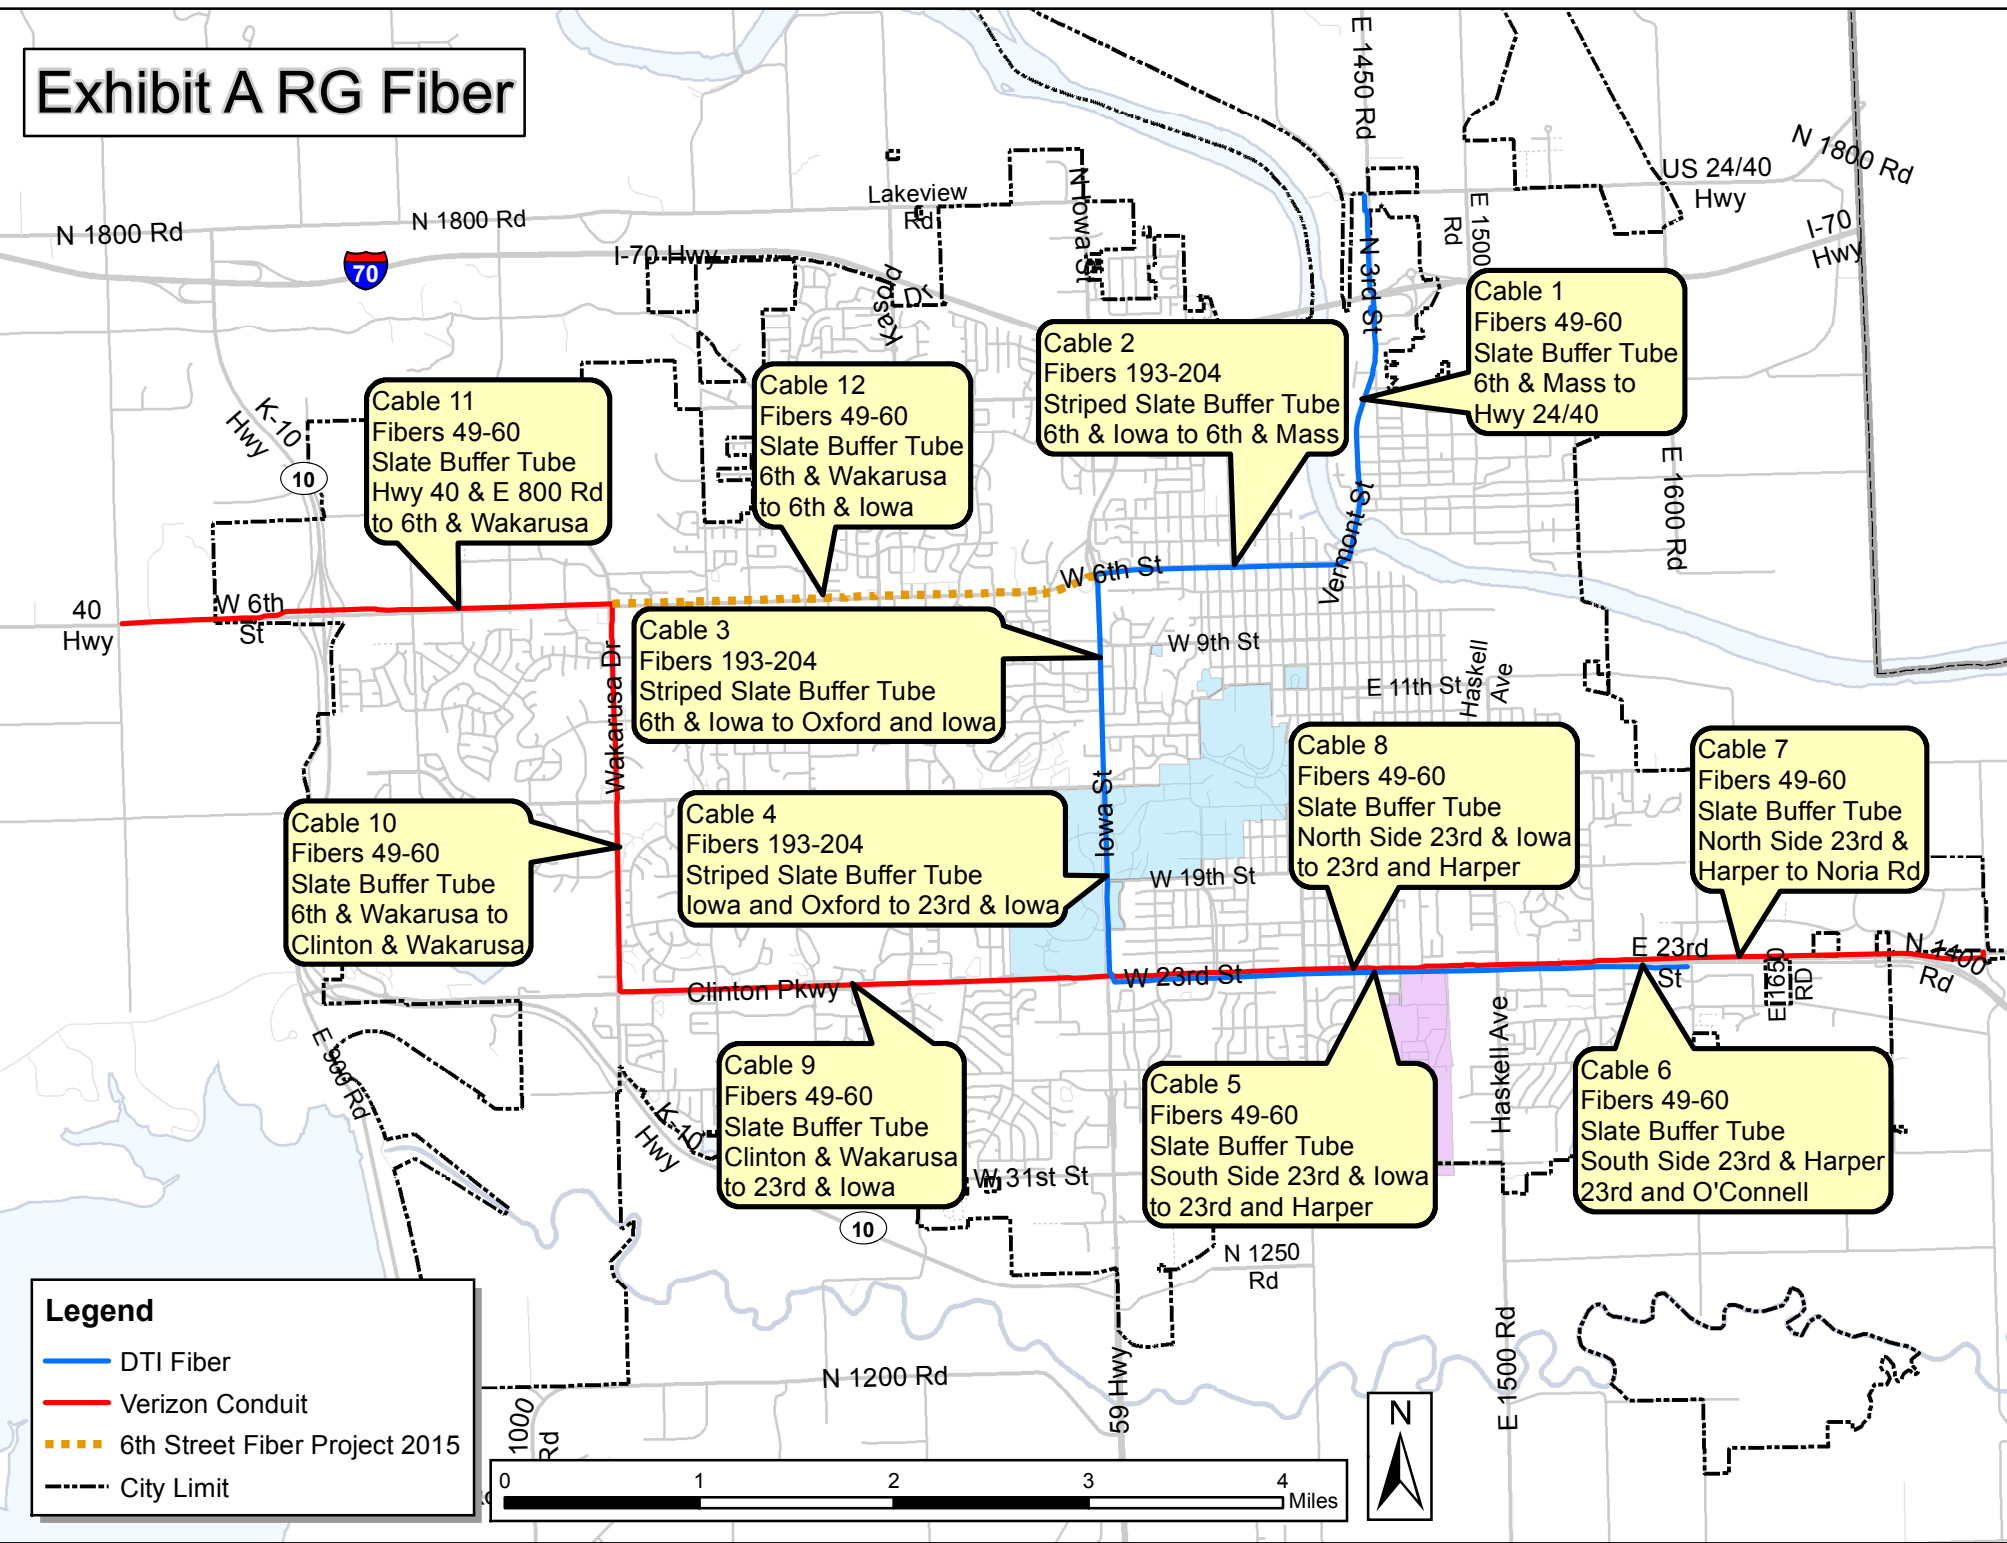 Exhibit A RG Fiber
E 1450 Rd
N 1800 Rd
US 24/40
Hwy
Lakeview
Rd
N Iowa St
N 1800 Rd
N 1800 Rd
E 1500
Rd
I-70
Hwy
I-70 Hwy
70
Kasold
Dr
N 3rd St
Cable 1
Fibers 49-60
Slate Buffer Tube
6th & Mass to
Hwy 24/40
Cable 2
Fibers 193-204
Striped Slate Buffer Tube
6th & Iowa to 6th & Mass
Cable 12
Fibers 49-60
Slate Buffer Tube
6th & Wakarusa
to 6th & Iowa
Cable 11
Fibers 49-60
Slate Buffer Tube
Hwy 40 & E 800 Rd
to 6th & Wakarusa
K-10
Hwy
10
E 1600 Rd
Vermont St
W 6th St
40
Hwy
W 6th
St
Cable 3
Fibers 193-204
Striped Slate Buffer Tube
6th & Iowa to Oxford and Iowa
W 9th St
Haskell
Ave
E 11th St
Wakarusa Dr
Iowa St
Cable 8
Fibers 49-60
Slate Buffer Tube
North Side 23rd & Iowa
to 23rd and Harper
Cable 7
Fibers 49-60
Slate Buffer Tube
North Side 23rd &
Harper to Noria Rd
Cable 10
Fibers 49-60
Slate Buffer Tube
6th & Wakarusa to
Clinton & Wakarusa
Cable 4
Fibers 193-204
Striped Slate Buffer Tube
Iowa and Oxford to 23rd & Iowa
W 19th St
E 23rd
St
N 1400
Rd
E 1650
RD
W 23rd St
Clinton Pkwy
E 900 Rd
K-10
Hwy
Haskell Ave
Cable 9
Fibers 49-60
Slate Buffer Tube
Clinton & Wakarusa
to 23rd & Iowa
Cable 5
Fibers 49-60
Slate Buffer Tube
South Side 23rd & Iowa
to 23rd and Harper
Cable 6
Fibers 49-60
Slate Buffer Tube
South Side 23rd & Harper
23rd and O'Connell
W 31st St
10
N 1250
Rd
E 1500 Rd
59 Hwy
N 1200 Rd
1000
Rd
Legend
DTI Fiber
Verizon Conduit
6th Street Fiber Project 2015
City Limit
0 1 2 3 4
Miles
N